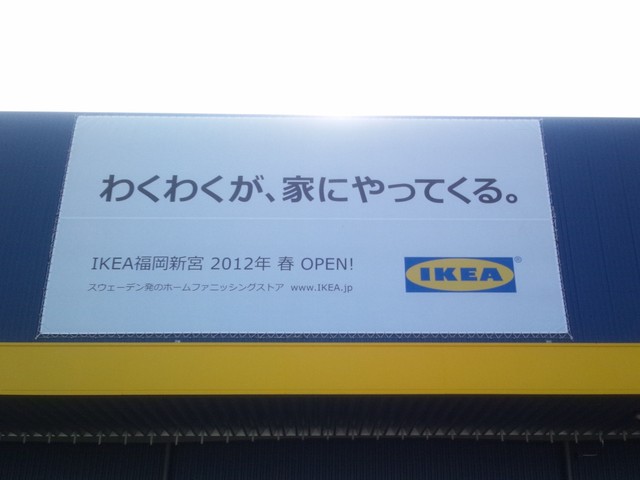 わくわくが、家にやってくる。
IKEA福岡新宮 2012年 春 OPEN!
スウェーデン発のホームファニッシングストア www.IKEA.jp
IKEA®